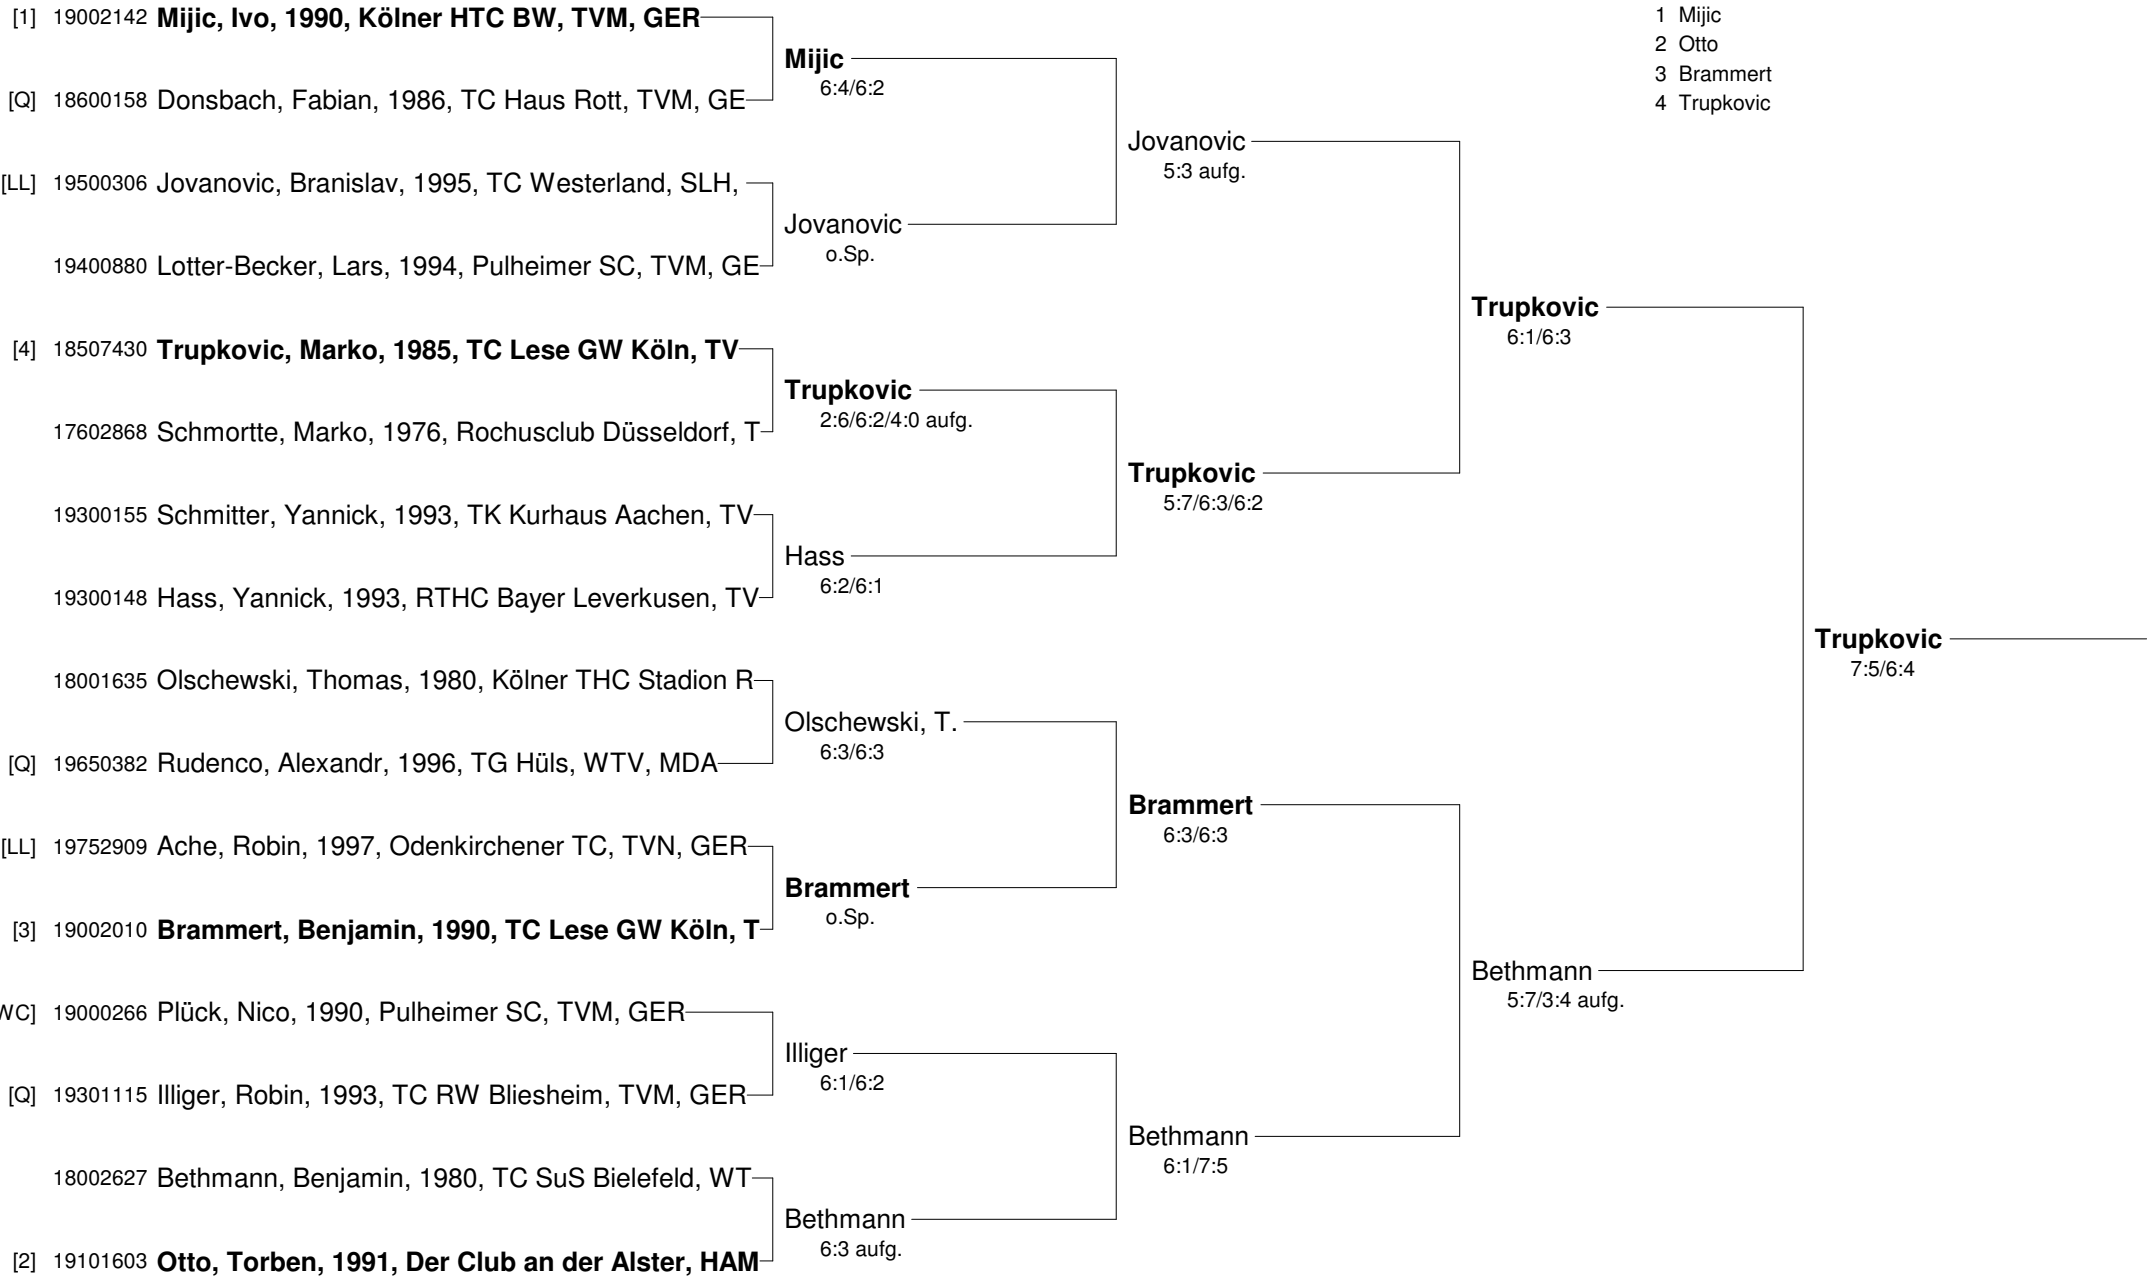 [1] 19002142 Mijic, Ivo, 1990, Kölner HTC BW, TVM, GER
[Q] 18600158 Donsbach, Fabian, 1986, TC Haus Rott, TVM, GE
[LL] 19500306 Jovanovic, Branislav, 1995, TC Westerland, SLH,
19400880 Lotter-Becker, Lars, 1994, Pulheimer SC, TVM, GE
[4] 18507430 Trupkovic, Marko, 1985, TC Lese GW Köln, TV
17602868 Schmortte, Marko, 1976, Rochusclub Düsseldorf, T
19300155 Schmitter, Yannick, 1993, TK Kurhaus Aachen, TV
19300148 Hass, Yannick, 1993, RTHC Bayer Leverkusen, TV
18001635 Olschewski, Thomas, 1980, Kölner THC Stadion R
[Q] 19650382 Rudenco, Alexandr, 1996, TG Hüls, WTV, MDA
[LL] 19752909 Ache, Robin, 1997, Odenkirchener TC, TVN, GER
[3] 19002010 Brammert, Benjamin, 1990, TC Lese GW Köln, T
WC] 19000266 Plück, Nico, 1990, Pulheimer SC, TVM, GER
[Q] 19301115 Illiger, Robin, 1993, TC RW Bliesheim, TVM, GER
18002627 Bethmann, Benjamin, 1980, TC SuS Bielefeld, WT
[2] 19101603 Otto, Torben, 1991, Der Club an der Alster, HAM
Mijic
6:4/6:2
Jovanovic
o.Sp.
Trupkovic
2:6/6:2/4:0 aufg.
Hass
6:2/6:1
Olschewski, T.
6:3/6:3
Brammert
o.Sp.
Illiger
6:1/6:2
Bethmann
6:3 aufg.
Jovanovic
5:3 aufg.
Trupkovic
5:7/6:3/6:2
Brammert
6:3/6:3
Bethmann
6:1/7:5
Trupkovic
6:1/6:3
Bethmann
5:7/3:4 aufg.
Trupkovic
7:5/6:4
1 Mijic
2 Otto
3 Brammert
4 Trupkovic